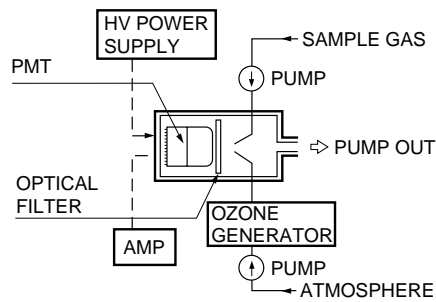 HV POWER
SUPPLY
SAMPLE GAS
PMT
PUMP
PUMP OUT
OPTICAL
FILTER
OZONE
GENERATOR
AMP
PUMP
ATMOSPHERE